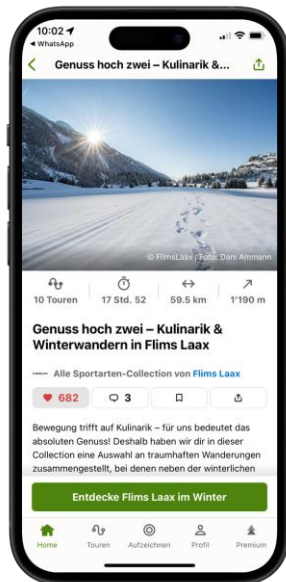 10:02
WhatsApp
Genuss hoch zwei – Kulinarik &...
© FlimsLaax | Foto: Dani Ammann
10 Touren
17 Std. 52
59.5 km
1'190 m
Genuss hoch zwei – Kulinarik &
Winterwandern in Flims Laax
Alle Sportarten-Collection von Flims Laax
682
3
Bewegung trifft auf Kulinarik – für uns bedeutet das
absoluten Genuss! Deshalb haben wir dir in dieser
Collection eine Auswahl an traumhaften Wanderungen
zusammengestellt, bei denen neben der winterlichen
Entdecke Flims Laax im Winter
Home
Touren
Aufzeichnen
Profil
Premium